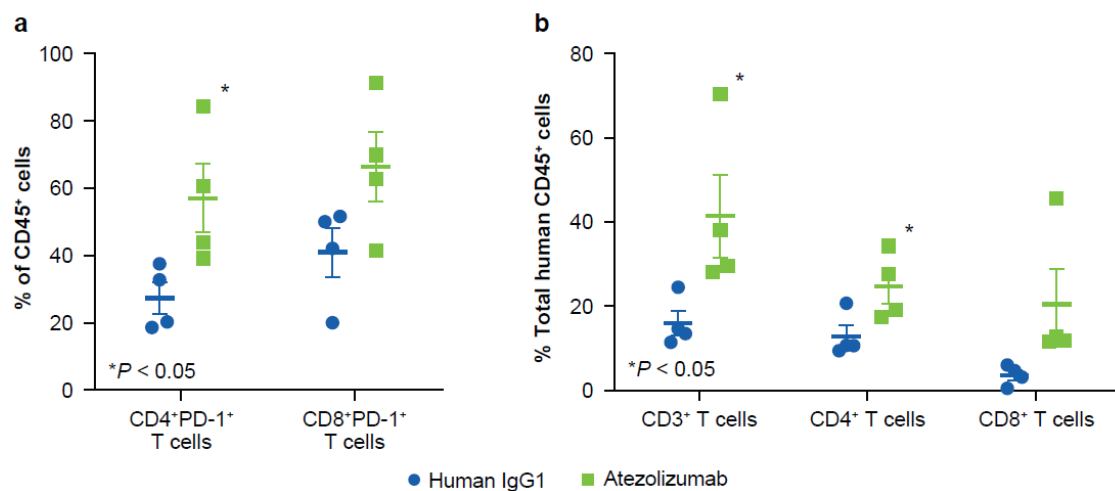 a
% of CD45⁺ cells
100
80
60
40
20
0
*
*P < 0.05
CD4⁺PD-1⁺
T cells
CD8⁺PD-1⁺
T cells
b
% Total human CD45⁺ cells
80
60
40
20
0
*
*
*P < 0.05
CD3⁺ T cells
CD4⁺ T cells
CD8⁺ T cells
Human IgG1
Atezolizumab